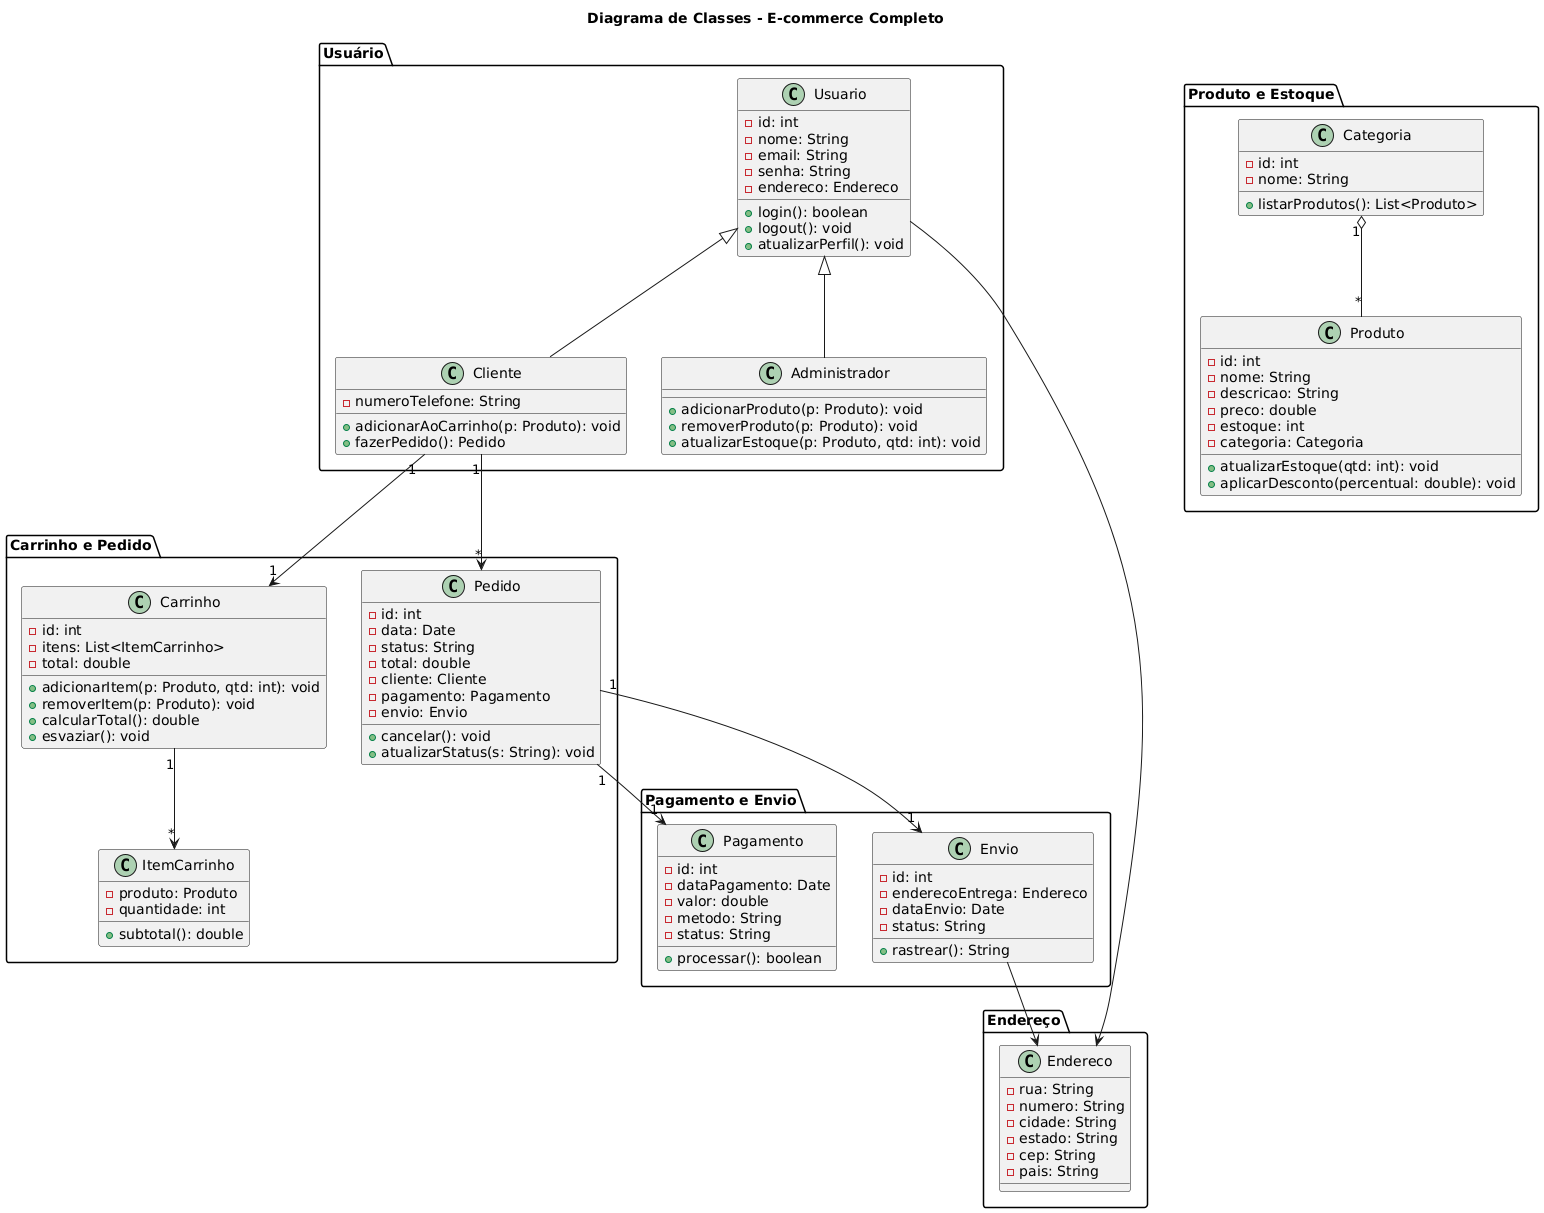 Diagrama de Classes - E-commerce Completo
Usuário
Usuario
id: int
nome: String
email: String
senha: String
endereco: Endereco
login(): boolean
logout(): void
atualizarPerfil(): void
Cliente
numeroTelefone: String
adicionarAoCarrinho(p: Produto): void
fazerPedido(): Pedido
Administrador
adicionarProduto(p: Produto): void
removerProduto(p: Produto): void
atualizarEstoque(p: Produto, qtd: int): void
Produto e Estoque
Categoria
id: int
nome: String
listarProdutos(): List<Produto>
1
*
Produto
id: int
nome: String
descricao: String
preco: double
estoque: int
categoria: Categoria
atualizarEstoque(qtd: int): void
aplicarDesconto(percentual: double): void
1
1
1
*
Carrinho e Pedido
Carrinho
id: int
itens: List<ItemCarrinho>
total: double
adicionarItem(p: Produto, qtd: int): void
removerItem(p: Produto): void
calcularTotal(): double
esvaziar(): void
Pedido
id: int
data: Date
status: String
total: double
cliente: Cliente
pagamento: Pagamento
envio: Envio
cancelar(): void
atualizarStatus(s: String): void
1
*
ItemCarrinho
produto: Produto
quantidade: int
subtotal(): double
1
1
1
1
Pagamento e Envio
Pagamento
id: int
dataPagamento: Date
valor: double
metodo: String
status: String
processar(): boolean
Envio
id: int
enderecoEntrega: Endereco
dataEnvio: Date
status: String
rastrear(): String
Endereço
Endereco
rua: String
numero: String
cidade: String
estado: String
cep: String
pais: String